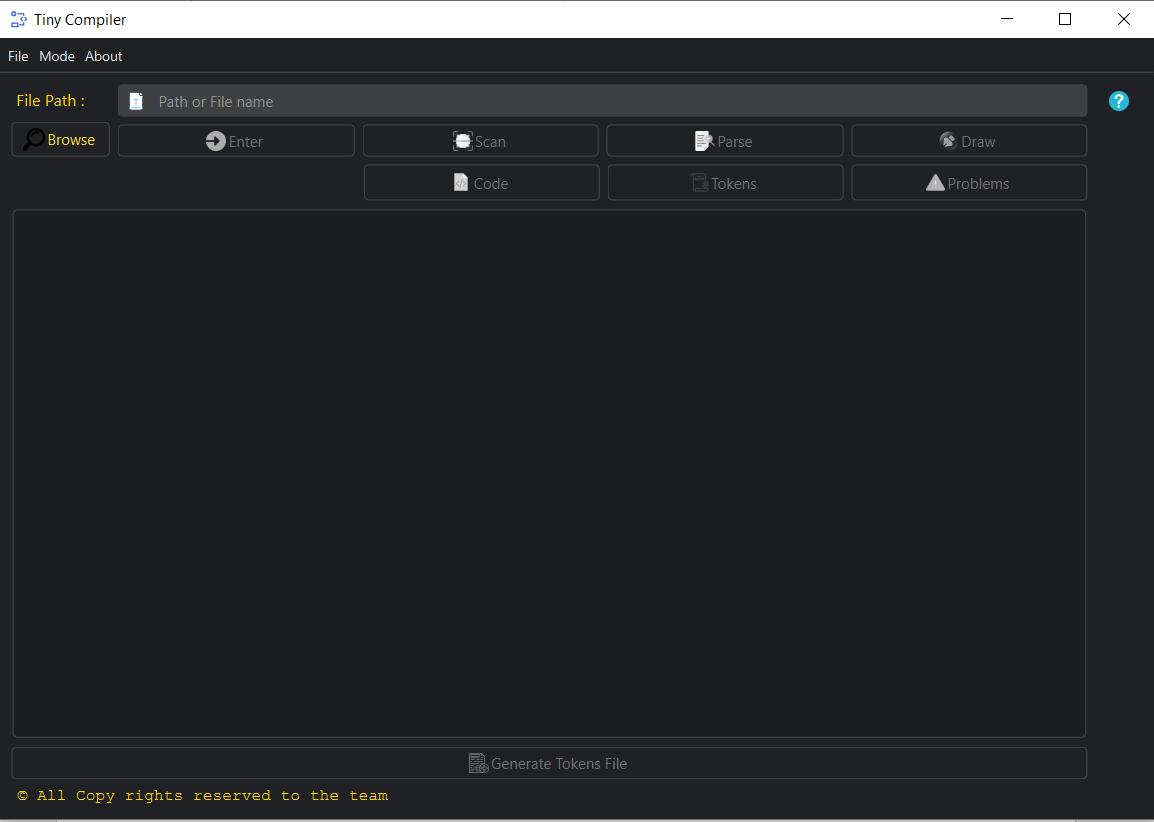 Tiny Compiler
File Mode About
File Path : Path or File name ?
Browse Enter Scan Parse Draw
Code Tokens Problems
Generate Tokens File
© All Copy rights reserved to the team